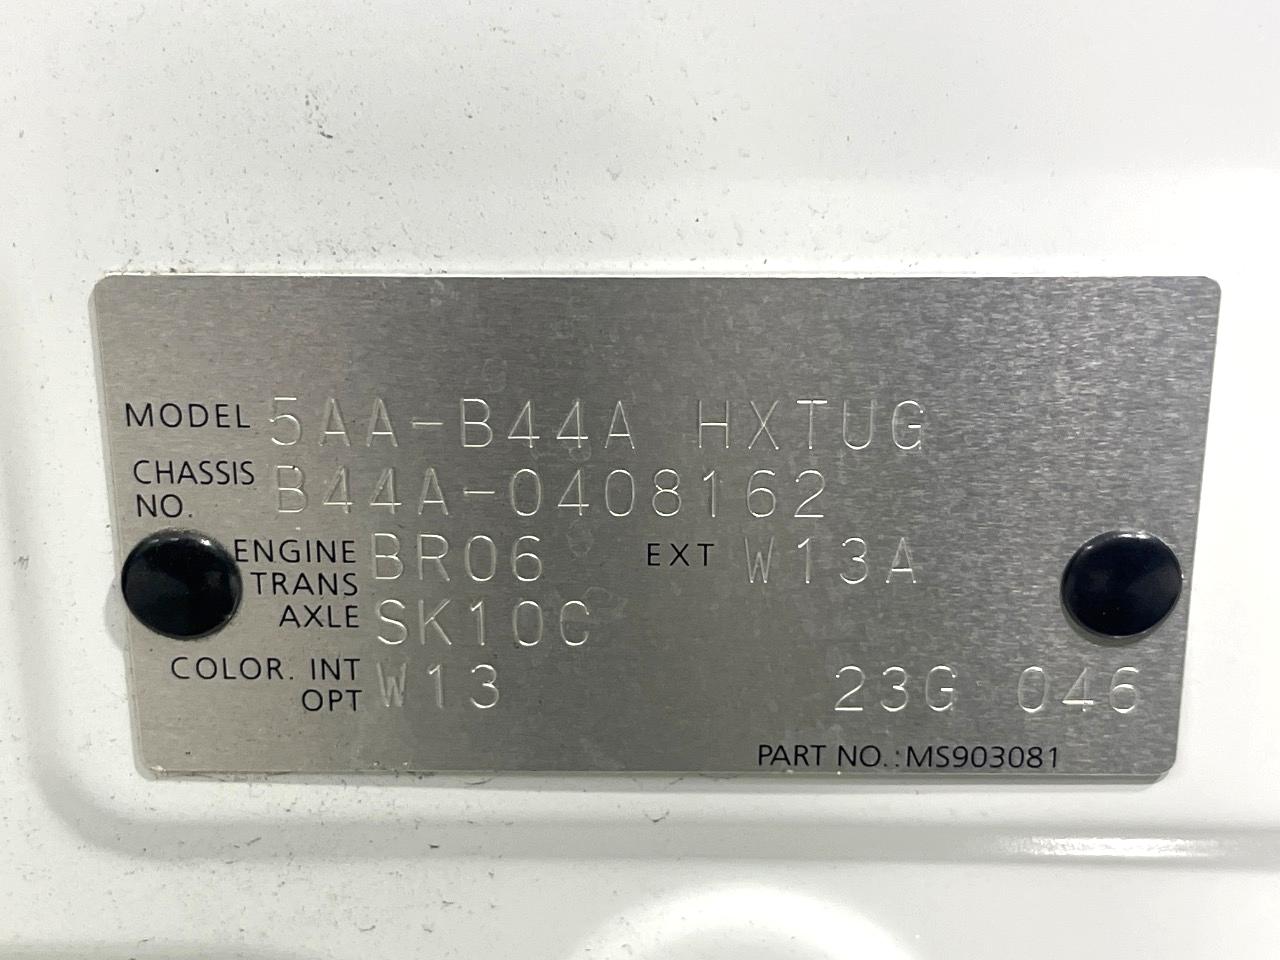 MODEL 5AA-B44A HXTUG
CHASSIS NO. B44A-0408162
ENGINE BR06 EXT W13A
TRANS AXLE SK10C
COLOR. INT OPT W13 23G 046
PART NO.:MS903081